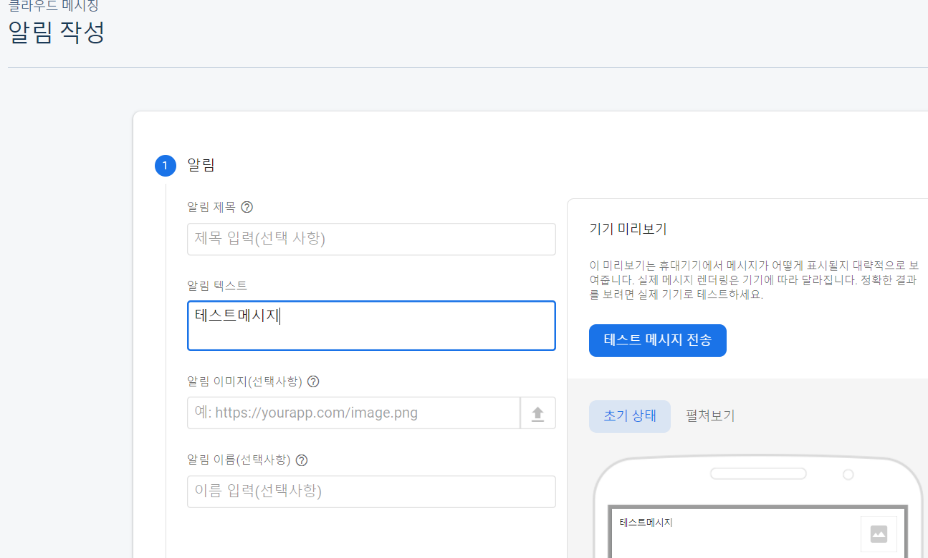 클라우드 메시징
알림 작성
1 알림
알림 제목
제목 입력(선택 사항)
알림 텍스트
테스트메시지
알림 이미지(선택사항)
예: https://yourapp.com/image.png
알림 이름(선택사항)
이름 입력(선택사항)
기기 미리보기
이 미리보기는 휴대기기에서 메시지가 어떻게 표시될지 대략적으로 보
여줍니다. 실제 메시지 렌더링은 기기에 따라 달라집니다. 정확한 결과
를 보려면 실제 기기로 테스트하세요.
테스트 메시지 전송
초기 상태 펼쳐보기
테스트메시지